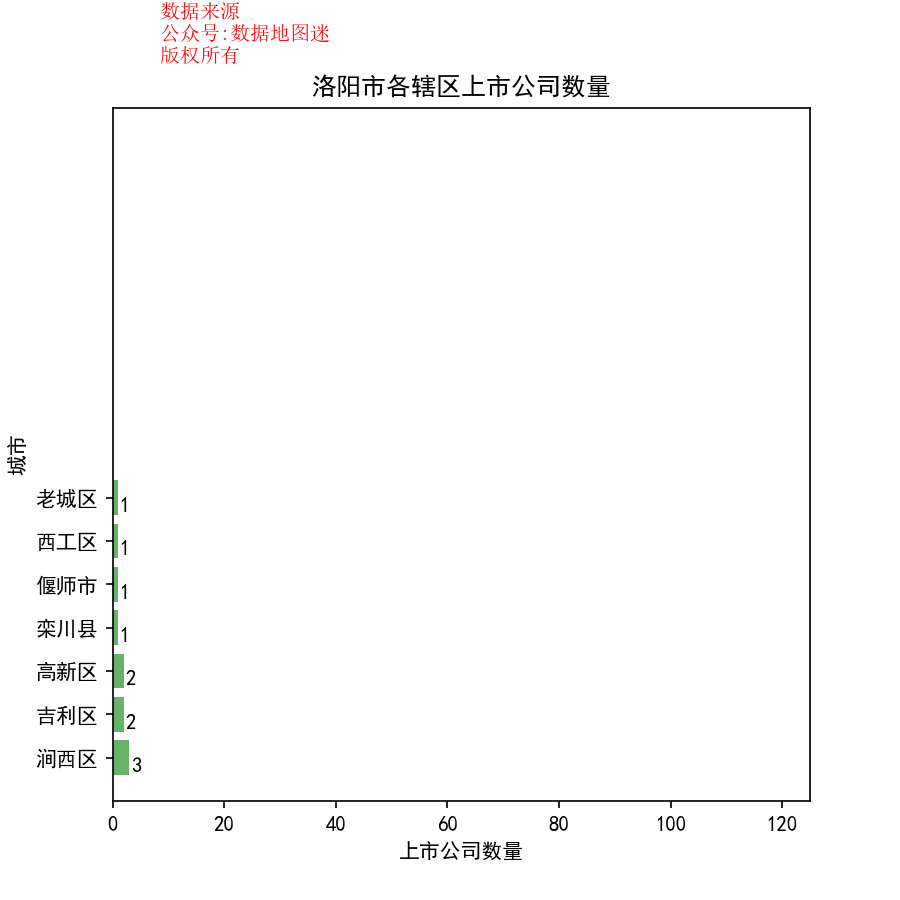 数据来源
公众号:数据地图迷
版权所有
洛阳市各辖区上市公司数量
城市
老城区 1
西工区 1
偃师市 1
栾川县 1
高新区 2
吉利区 2
涧西区 3
0 20 40 60 80 100 120
上市公司数量